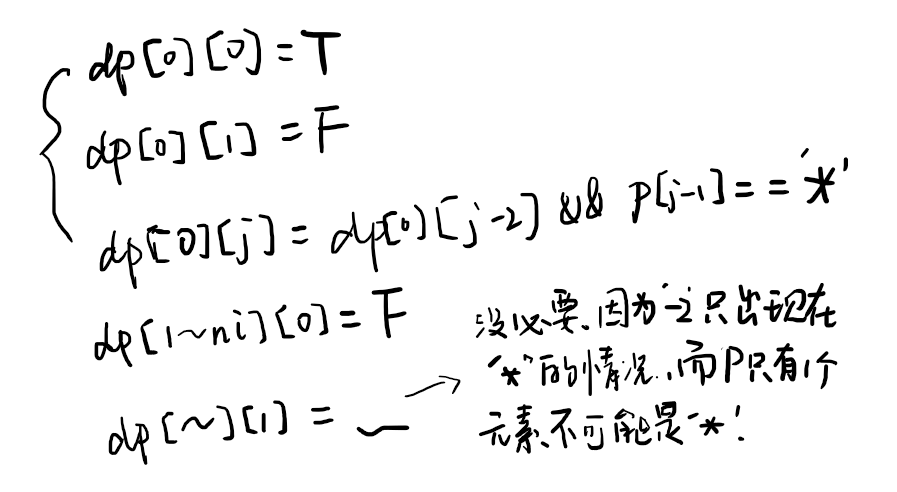 dp[0][0]=T
dp[0][1]=F
dp[0][j]=dp[0][j-2] && p[j-1]=='*'
dp[1~ni][0]=F
dp[~][1]=
没必要.因为-2只出现在
'*'的情况.,而P只有1个
元素.不可能是'*'.